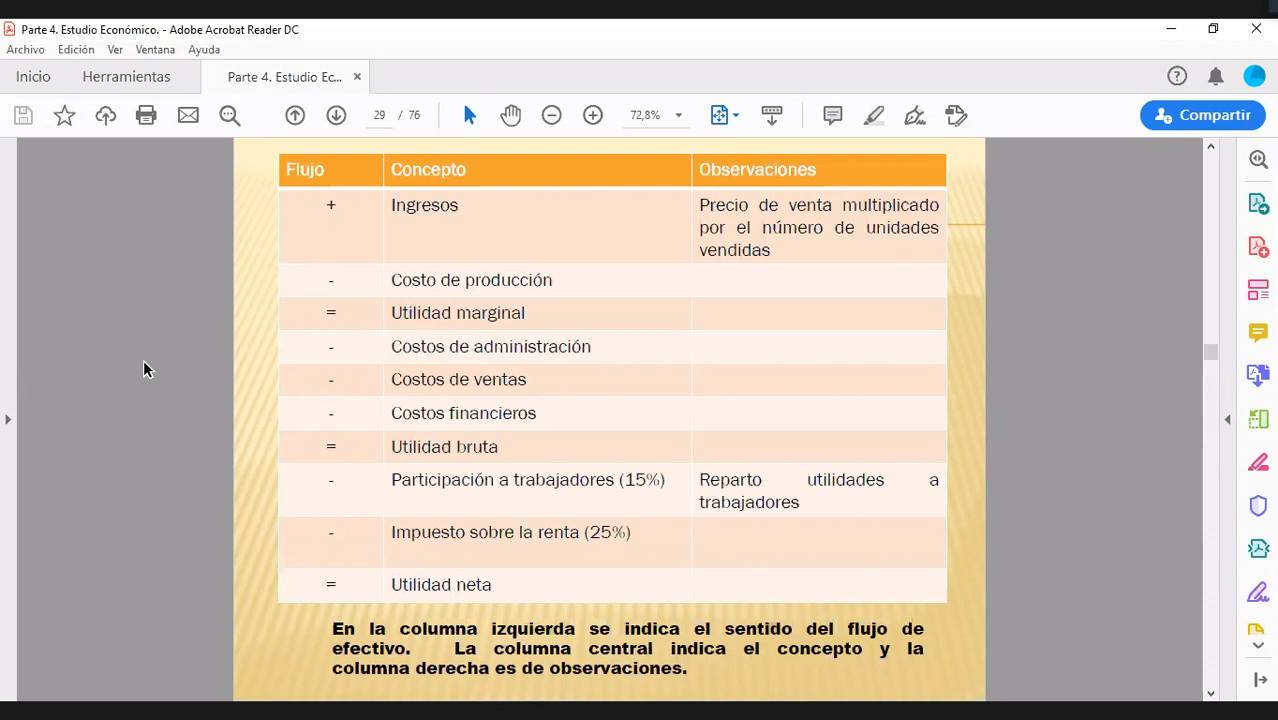 Parte 4. Estudio Económico. - Adobe Acrobat Reader DC
Archivo Edición Ver Ventana Ayuda
Inicio Herramientas Parte 4. Estudio Ec... ×
29 / 76 72,8% Compartir
Flujo Concepto Observaciones
+ Ingresos Precio de venta multiplicado
por el número de unidades
vendidas
- Costo de producción
= Utilidad marginal
- Costos de administración
- Costos de ventas
- Costos financieros
= Utilidad bruta
- Participación a trabajadores (15%) Reparto utilidades a
trabajadores
- Impuesto sobre la renta (25%)
= Utilidad neta
En la columna izquierda se indica el sentido del flujo de
efectivo. La columna central indica el concepto y la
columna derecha es de observaciones.